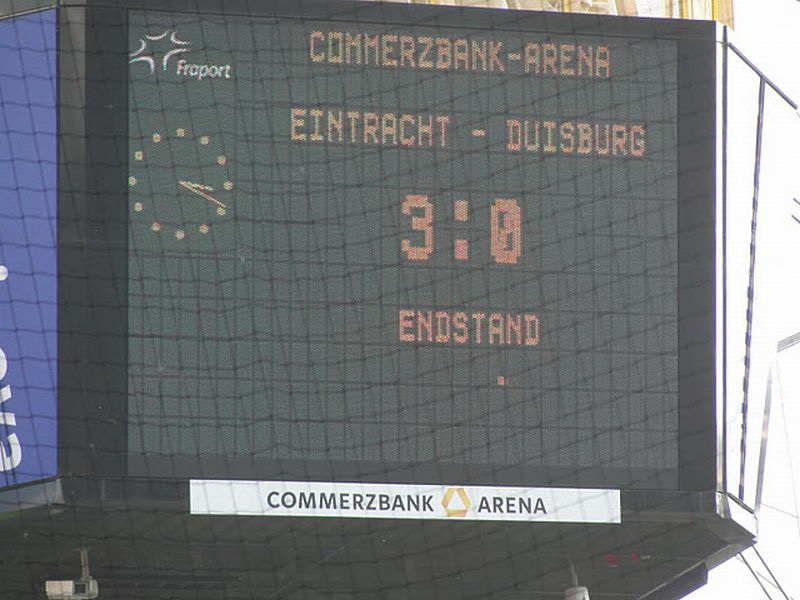 Fraport
COMMERZBANK-ARENA
EINTRACHT - DUISBURG
3:0
ENDSTAND
COMMERZBANK ARENA